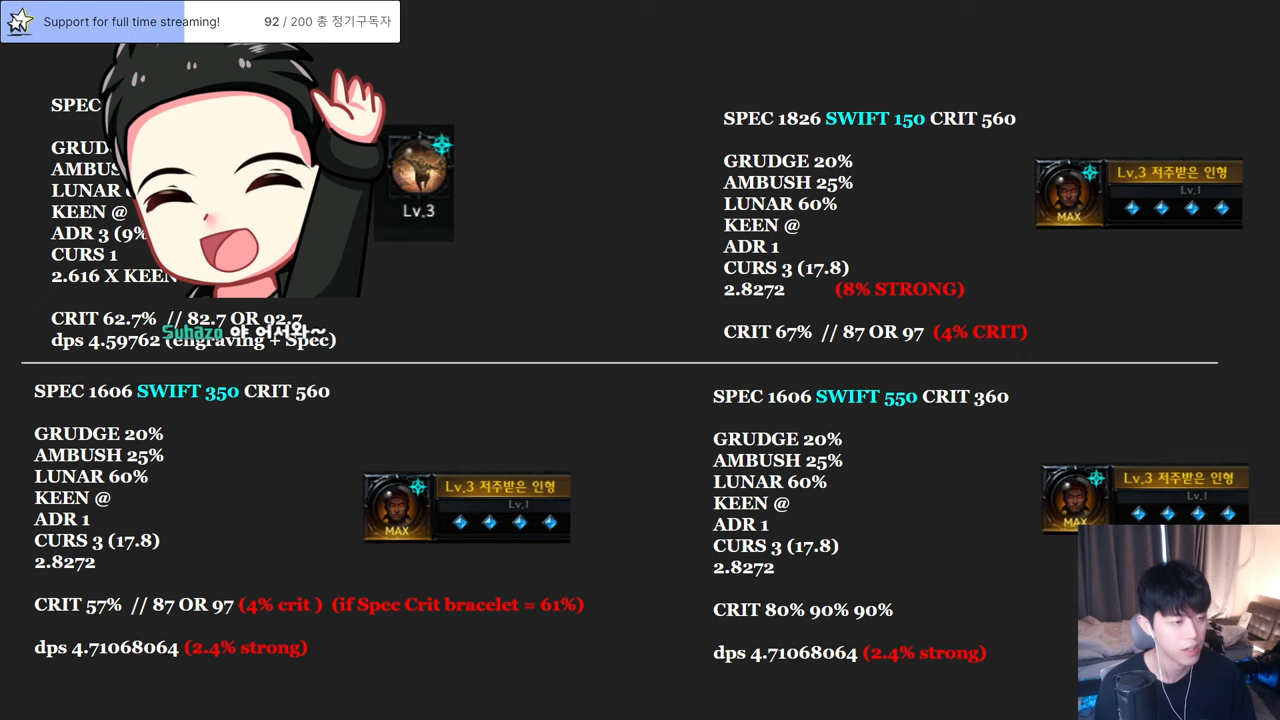 Support for full time streaming! 92 / 200 총 정기구독자
SPEC
GRUD
AMBUS
LUNAR
KEEN @
ADR 3 (9%
CURS 1
2.616 X KEEN
CRIT 62.7% // 82.7 OR 92.7
Suhazo 야 어서와~
dps 4.59762 (engraving + Spec)
Lv.3
SPEC 1826 SWIFT 150 CRIT 560
GRUDGE 20%
AMBUSH 25%
LUNAR 60%
KEEN @
ADR 1
CURS 3 (17.8)
2.8272 (8% STRONG)
CRIT 67% // 87 OR 97 (4% CRIT)
Lv.3 저주받은 인형
Lv.1
MAX
SPEC 1606 SWIFT 350 CRIT 560
GRUDGE 20%
AMBUSH 25%
LUNAR 60%
KEEN @
ADR 1
CURS 3 (17.8)
2.8272
CRIT 57% // 87 OR 97 (4% crit ) (if Spec Crit bracelet = 61%)
dps 4.71068064 (2.4% strong)
Lv.3 저주받은 인형
Lv.1
MAX
SPEC 1606 SWIFT 550 CRIT 360
GRUDGE 20%
AMBUSH 25%
LUNAR 60%
KEEN @
ADR 1
CURS 3 (17.8)
2.8272
CRIT 80% 90% 90%
dps 4.71068064 (2.4% strong)
Lv.3 저주받은 인형
Lv.1
MAX